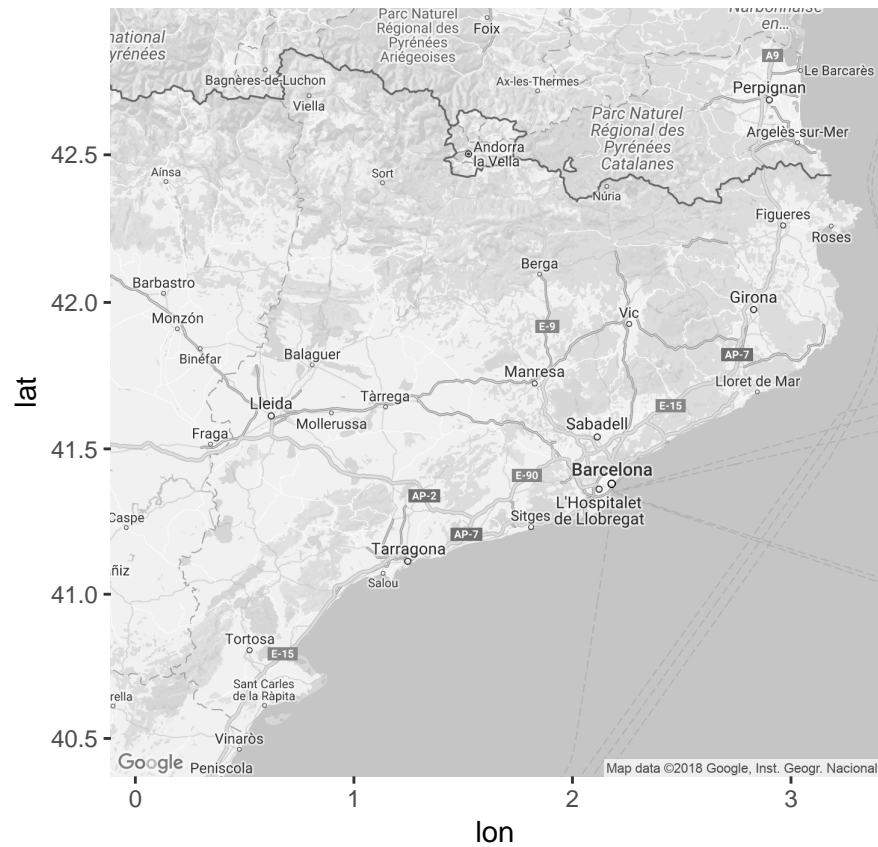 Parc Naturel
Régional des
Pyrénées
Ariégeoises
Foix
Narbonnaise
en...
national
Pyrénées
A9
Le Barcarès
Bagnères-de-Luchon
Viella
Ax-les-Thermes
Perpignan
Parc Naturel
Régional des
Pyrénées
Catalanes
Argelès-sur-Mer
42.5
Andorra
la Vella
Aínsa
Sort
Núria
Figueres
Roses
Berga
Barbastro
42.0
Girona
Monzón
Vic
E-9
Binéfar
Balaguer
AP-7
Manresa
Lloret de Mar
lat
Lleida
Tàrrega
E-15
Mollerussa
Sabadell
Fraga
41.5
Barcelona
E-90
AP-2
L'Hospitalet
de Llobregat
Caspe
Sitges
AP-7
Tarragona
ñiz
Salou
41.0
Tortosa
E-15
Sant Carles
de la Ràpita
rella
40.5
Vinaròs
Google
Peníscola
Map data ©2018 Google, Inst. Geogr. Nacional
0
1
2
3
lon